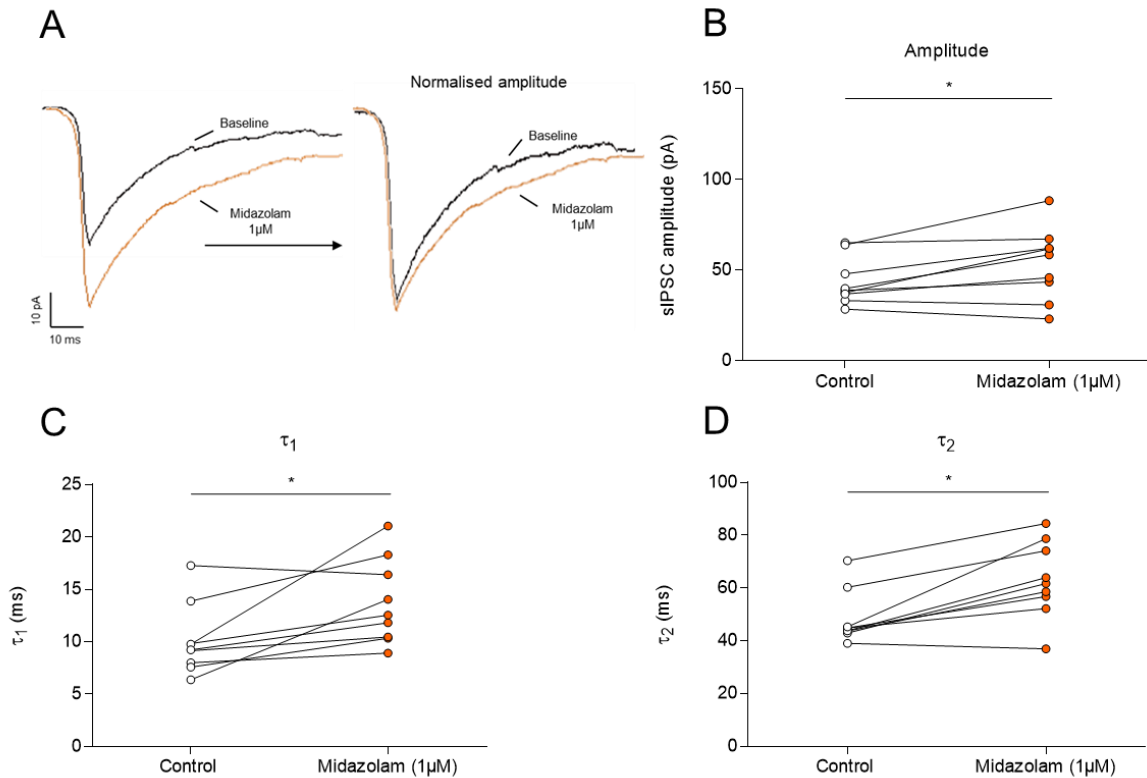 A
Normalised amplitude
Baseline
Midazolam
1µM
10 pA
10 ms
Baseline
Midazolam
1µM
B
Amplitude
*
sIPSC amplitude (pA)
150
100
50
0
Control
Midazolam (1µM)
C
τ1
*
τ1 (ms)
25
20
15
10
5
0
Control
Midazolam (1µM)
D
τ2
*
τ2 (ms)
100
80
60
40
20
0
Control
Midazolam (1µM)